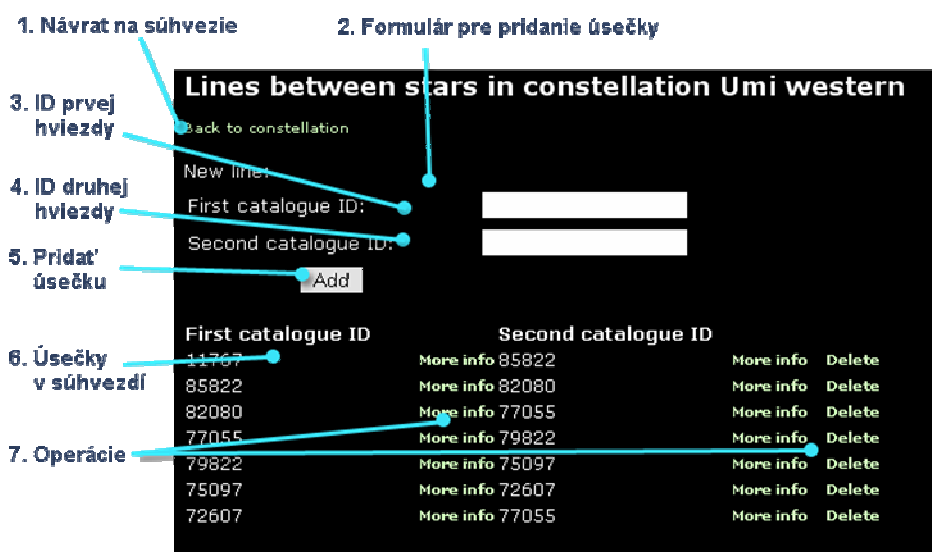 1. Návrat na súhvezie
2. Formulár pre pridanie úsečky
Lines between stars in constellation Umi western
3. ID prvej
hviezdy
Back to constellation
New line:
4. ID druhej
hviezdy
First catalogue ID:
Second catalogue ID:
5. Pridať
úsečku
Add
First catalogue ID Second catalogue ID
6. Úsečky
v súhvezdí
11767 More info 85822 More info Delete
85822 More info 82080 More info Delete
82080 More info 77055 More info Delete
77055 More info 79822 More info Delete
7. Operácie
79822 More info 75097 More info Delete
75097 More info 72607 More info Delete
72607 More info 77055 More info Delete